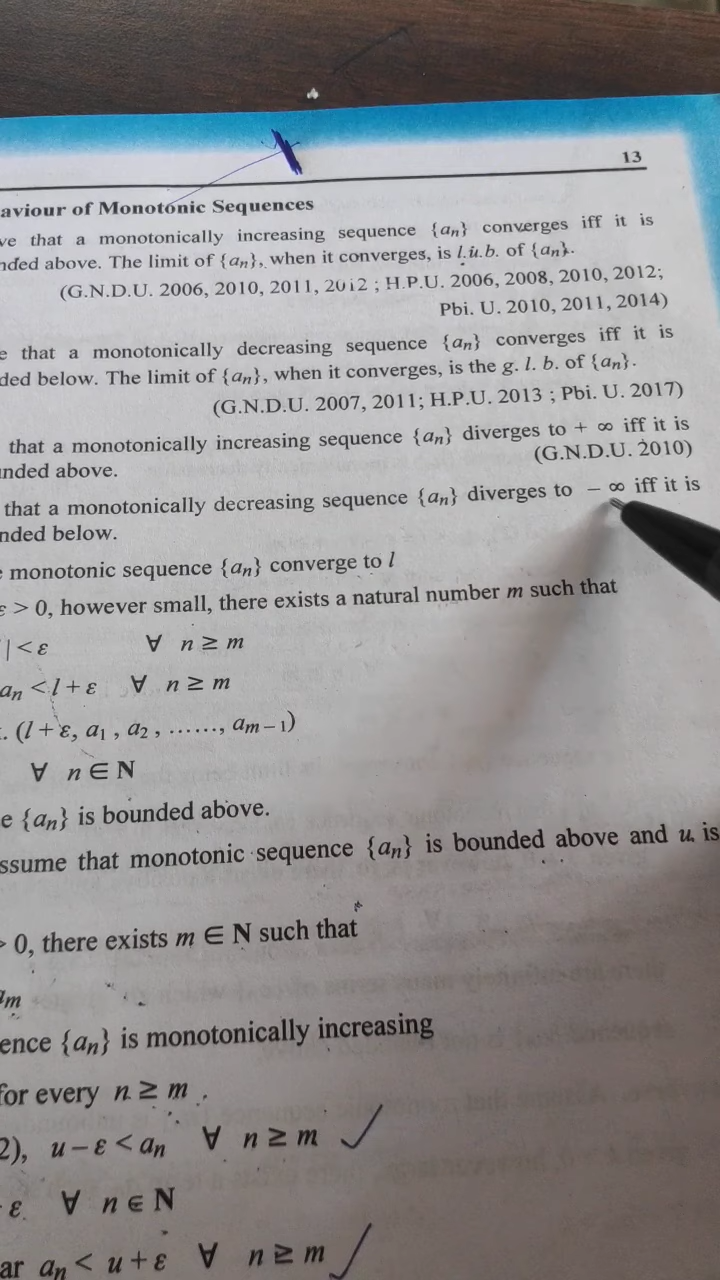 13
aviour of Monotonic Sequences
ve that a monotonically increasing sequence {aₙ} converges iff it is
nded above. The limit of {aₙ}, when it converges, is l.u.b. of {aₙ}.
(G.N.D.U. 2006, 2010, 2011, 2012 ; H.P.U. 2006, 2008, 2010, 2012;
Pbi. U. 2010, 2011, 2014)
e that a monotonically decreasing sequence {aₙ} converges iff it is
ded below. The limit of {aₙ}, when it converges, is the g. l. b. of {aₙ}.
(G.N.D.U. 2007, 2011; H.P.U. 2013 ; Pbi. U. 2017)
that a monotonically increasing sequence {aₙ} diverges to + ∞ iff it is
unded above.
(G.N.D.U. 2010)
that a monotonically decreasing sequence {aₙ} diverges to − ∞ iff it is
nded below.
e monotonic sequence {aₙ} converge to l
ε > 0, however small, there exists a natural number m such that
| < ε ∀ n ≥ m
aₙ < l + ε ∀ n ≥ m
. (l + ε, a₁ , a₂ , ......, aₘ₋₁)
∀ n ∈ N
e {aₙ} is bounded above.
ssume that monotonic sequence {aₙ} is bounded above and u is
> 0, there exists m ∈ N such that
aₘ
ence {aₙ} is monotonically increasing
for every n ≥ m
2), u − ε < aₙ ∀ n ≥ m
ε ∀ n ∈ N
ar aₙ < u + ε ∀ n ≥ m